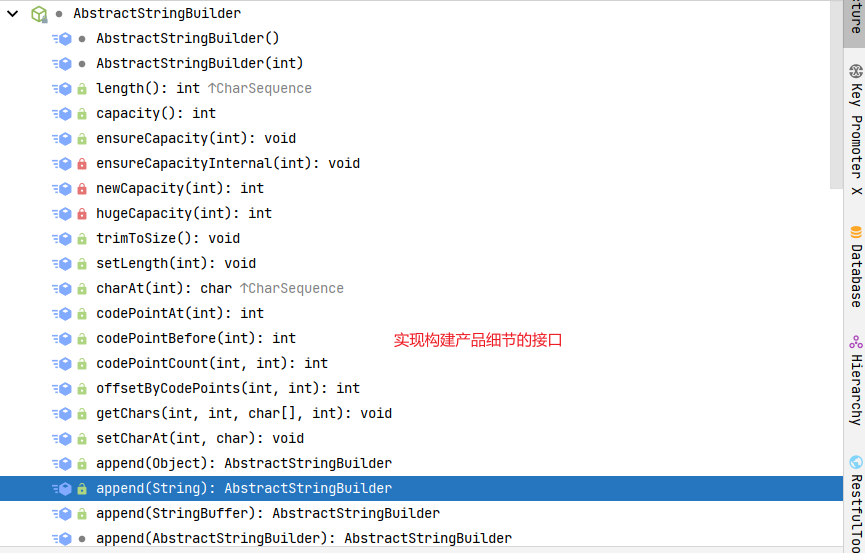 AbstractStringBuilder
AbstractStringBuilder()
AbstractStringBuilder(int)
length(): int ↑CharSequence
capacity(): int
ensureCapacity(int): void
ensureCapacityInternal(int): void
newCapacity(int): int
hugeCapacity(int): int
trimToSize(): void
setLength(int): void
charAt(int): char ↑CharSequence
codePointAt(int): int
codePointBefore(int): int
实现构建产品细节的接口
codePointCount(int, int): int
offsetByCodePoints(int, int): int
getChars(int, int, char[], int): void
setCharAt(int, char): void
append(Object): AbstractStringBuilder
append(String): AbstractStringBuilder
append(StringBuffer): AbstractStringBuilder
append(AbstractStringBuilder): AbstractStringBuilder
Key Promoter X
Database
Hierarchy